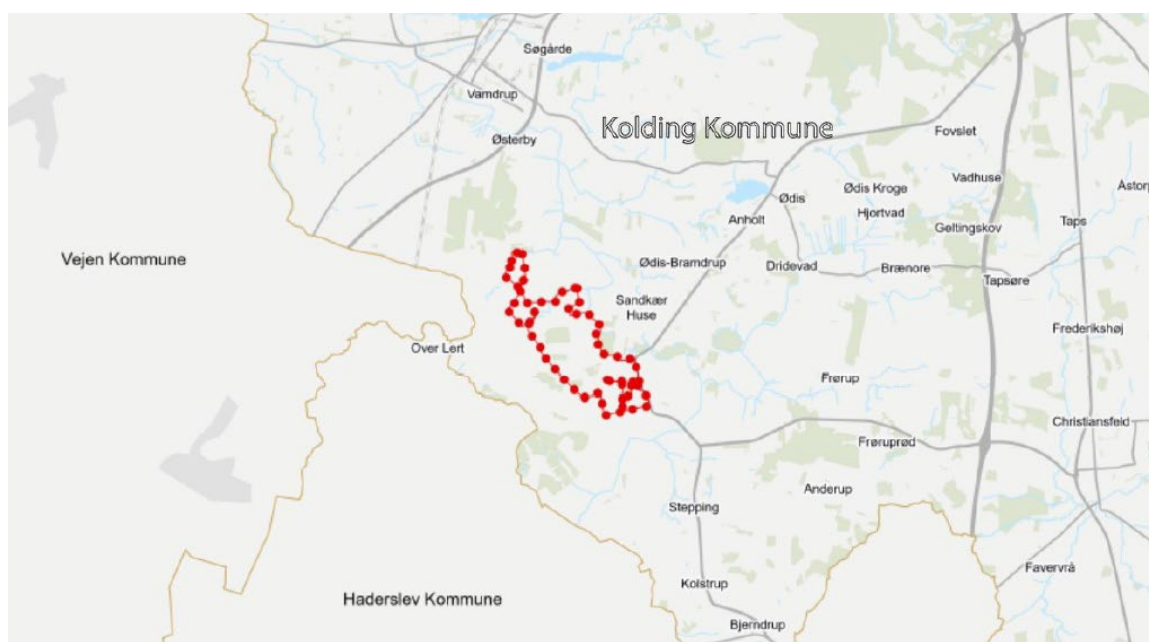 Søgårde
Vamdrup
Østerby
Kolding Kommune
Fovslet
Vadhuse
Ødis Kroge
Ødis
Hjortvad
Anholt
Geltingskov
Taps
Vejen Kommune
Ødis-Bramdrup
Dridevad
Brænore
Tapsøre
Sandkær
Huse
Frederikshøj
Over Lert
Frørup
Christiansfeld
Frøruprød
Anderup
Stepping
Favervrå
Kolstrup
Haderslev Kommune
Bjerndrup